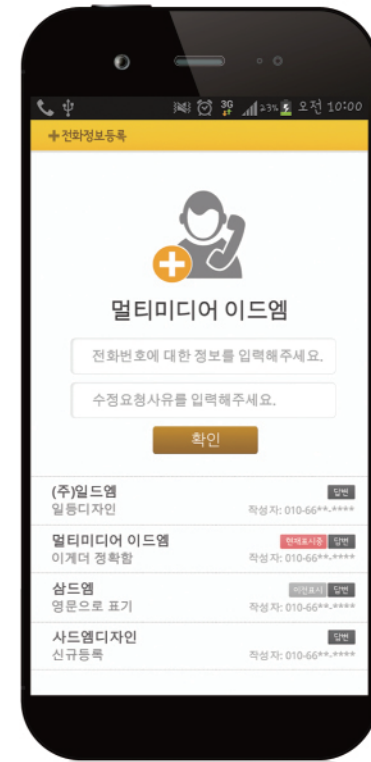 3G 23% 오전 10:00
+전화정보등록
멀티미디어 이드엠
전화번호에 대한 정보를 입력해주세요.
수정요청사유를 입력해주세요.
확인
(주)일드엠 답변
일등디자인 작성자: 010-66**-****
멀티미디어 이드엠 현재표시중 답변
이게더 정확함 작성자: 010-66**-****
삼드엠 이전표시 답변
영문으로 표기 작성자: 010-66**-****
사드엠디자인 답변
신규등록 작성자: 010-66**-****